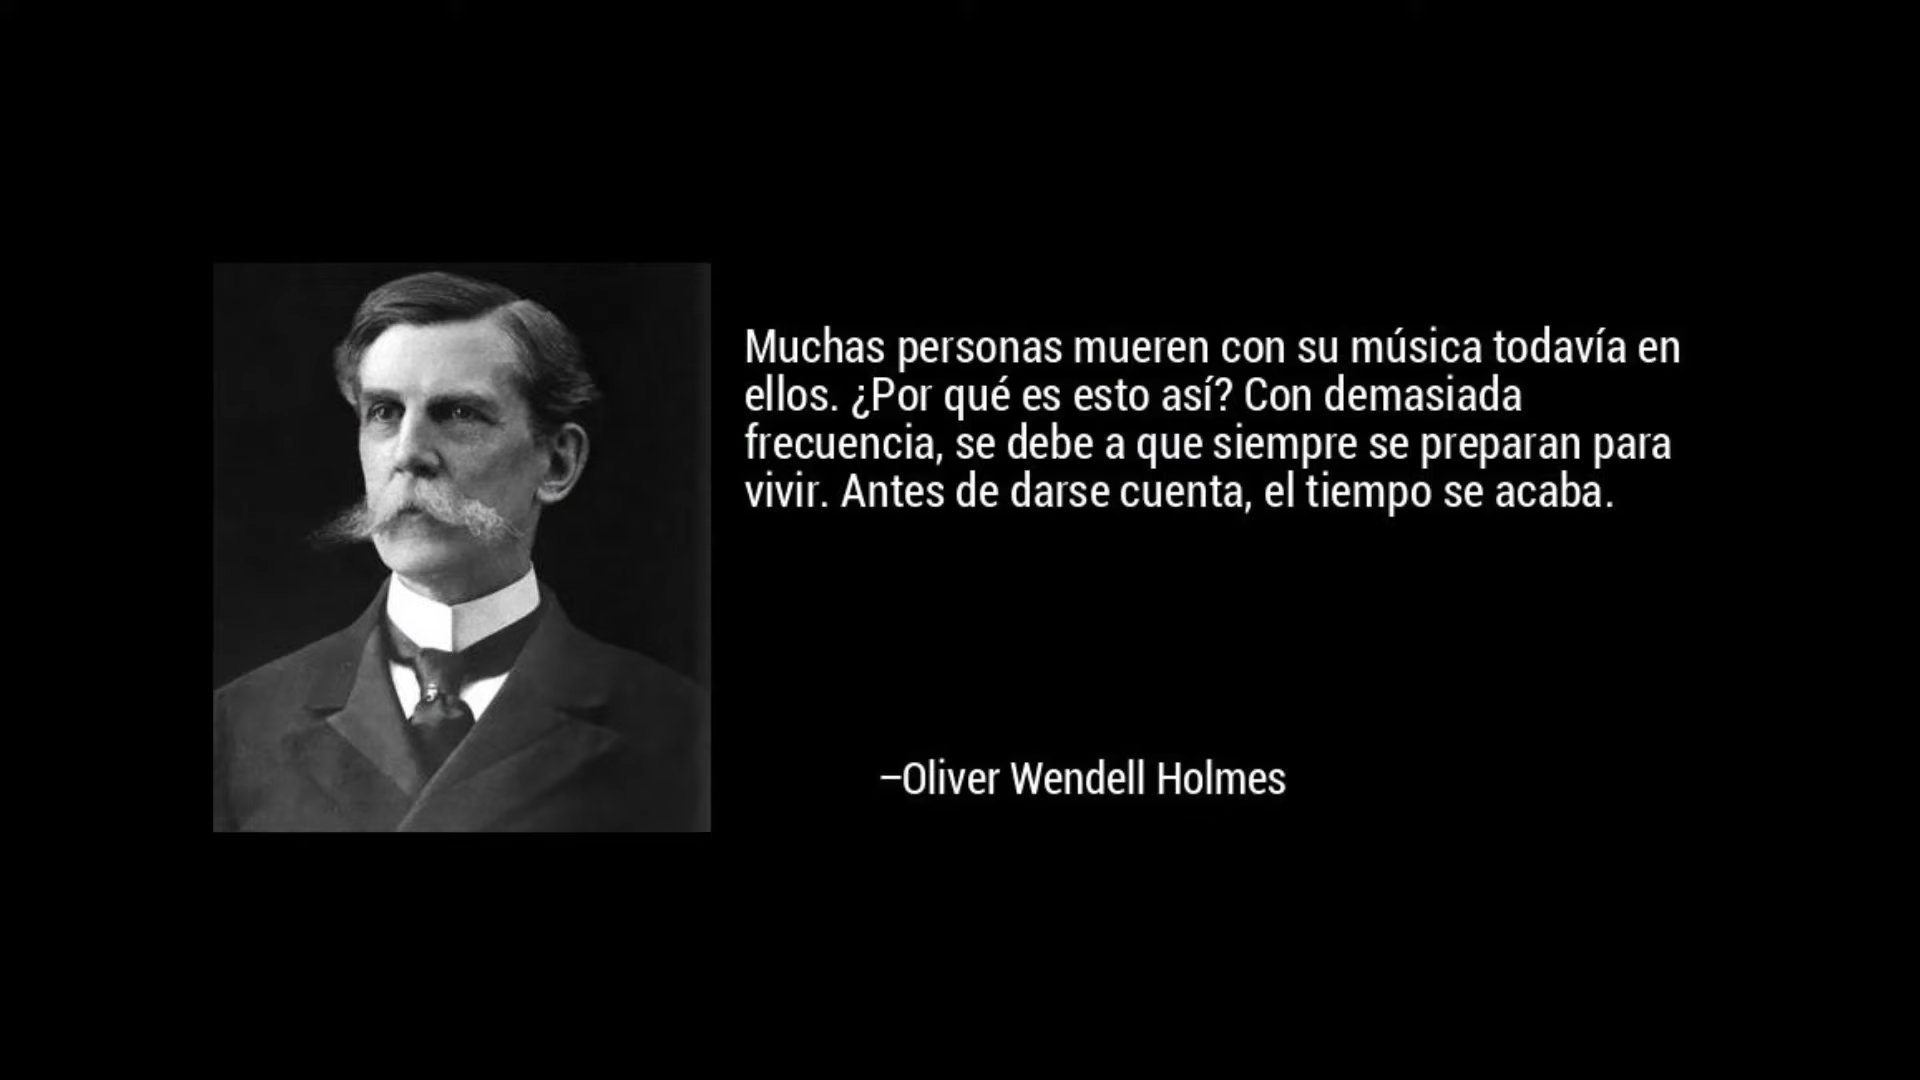 Muchas personas mueren con su música todavía en
ellos. ¿Por qué es esto así? Con demasiada
frecuencia, se debe a que siempre se preparan para
vivir. Antes de darse cuenta, el tiempo se acaba.
–Oliver Wendell Holmes